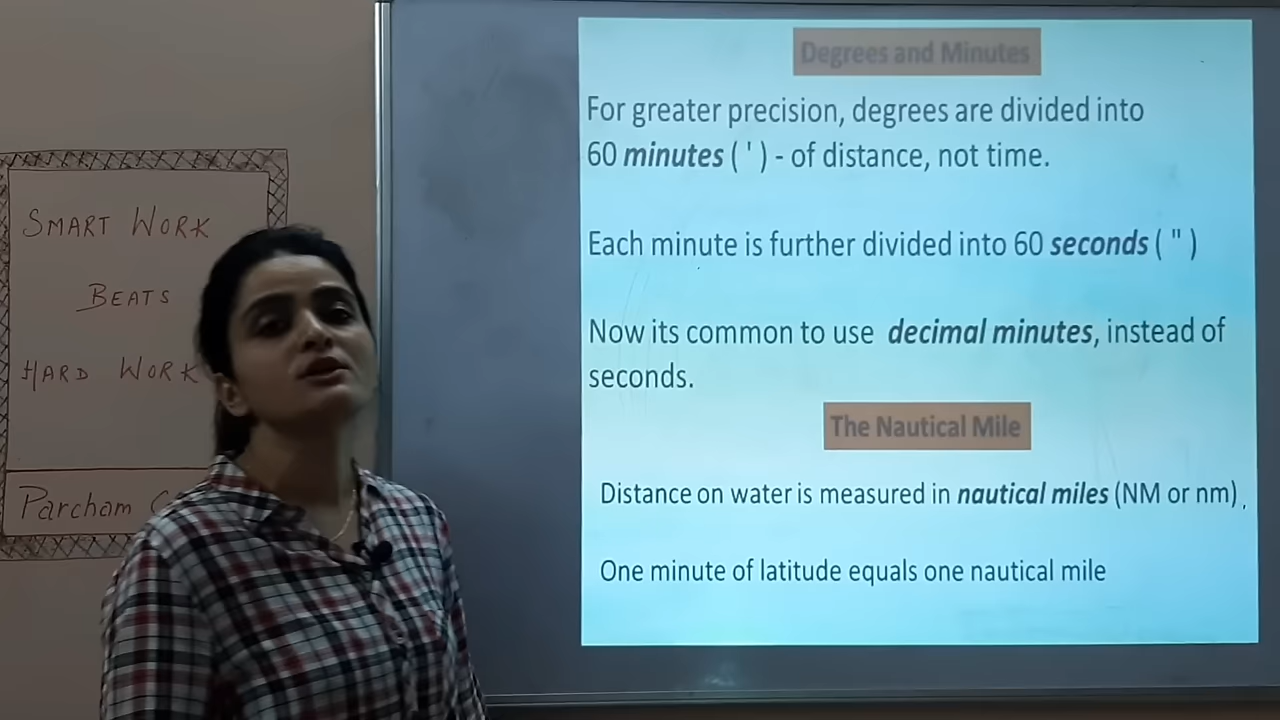 SMART WORK
BEATS
HARD WORK
Parcham
Degrees and Minutes
For greater precision, degrees are divided into
60 minutes ( ' ) - of distance, not time.
Each minute is further divided into 60 seconds ( " )
Now its common to use decimal minutes, instead of
seconds.
The Nautical Mile
Distance on water is measured in nautical miles (NM or nm) ,
One minute of latitude equals one nautical mile